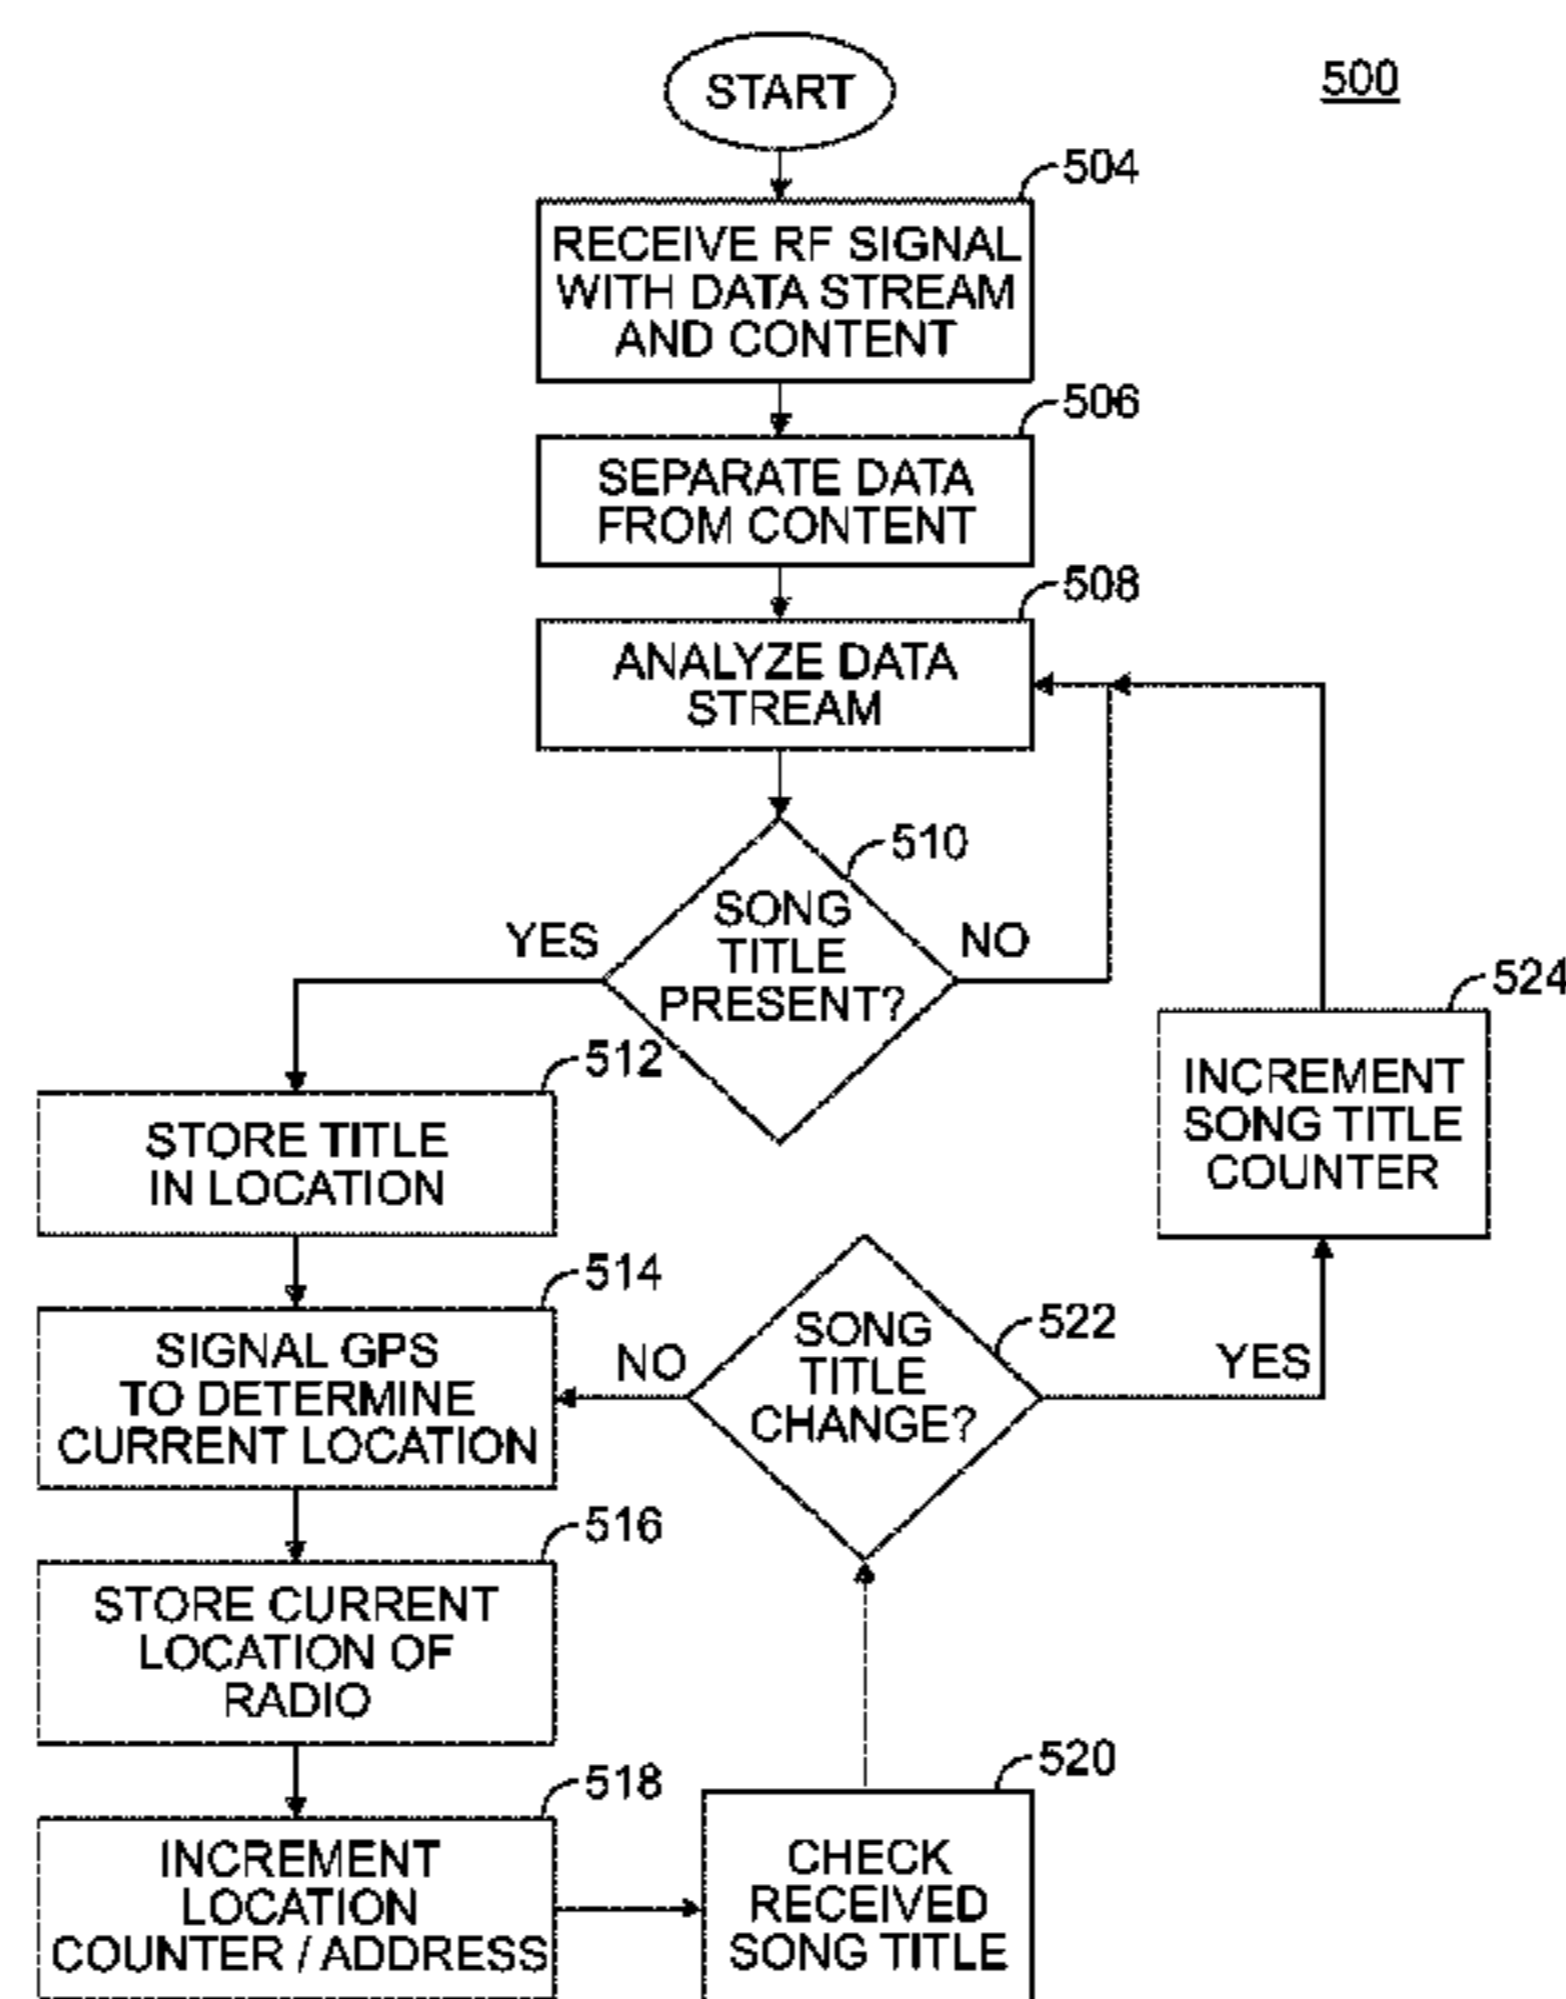 START
500
504
RECEIVE RF SIGNAL
WITH DATA STREAM
AND CONTENT
506
SEPARATE DATA
FROM CONTENT
508
ANALYZE DATA
STREAM
510
SONG
TITLE
PRESENT?
YES
NO
512
STORE TITLE
IN LOCATION
524
INCREMENT
SONG TITLE
COUNTER
514
SIGNAL GPS
TO DETERMINE
CURRENT LOCATION
NO
522
SONG
TITLE
CHANGE?
YES
516
STORE CURRENT
LOCATION OF
RADIO
518
INCREMENT
LOCATION
COUNTER / ADDRESS
520
CHECK
RECEIVED
SONG TITLE